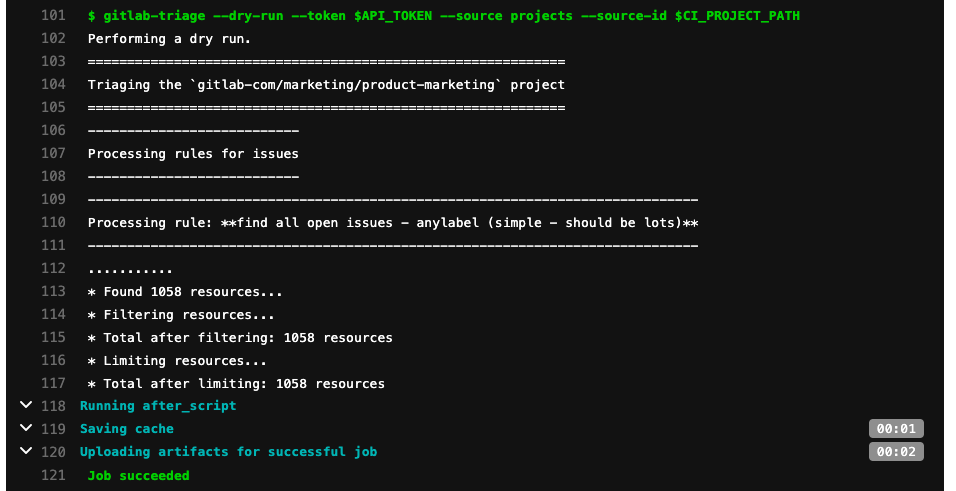 101 $ gitlab-triage --dry-run --token $API_TOKEN --source projects --source-id $CI_PROJECT_PATH
102 Performing a dry run.
103 =============================================================
104 Triaging the `gitlab-com/marketing/product-marketing` project
105 =============================================================
106 ---------------------------
107 Processing rules for issues
108 ---------------------------
109 ------------------------------------------------------------------------------
110 Processing rule: **find all open issues - anylabel (simple - should be lots)**
111 ------------------------------------------------------------------------------
112 ...........
113 * Found 1058 resources...
114 * Filtering resources...
115 * Total after filtering: 1058 resources
116 * Limiting resources...
117 * Total after limiting: 1058 resources
118 Running after_script
119 Saving cache 00:01
120 Uploading artifacts for successful job 00:02
121 Job succeeded